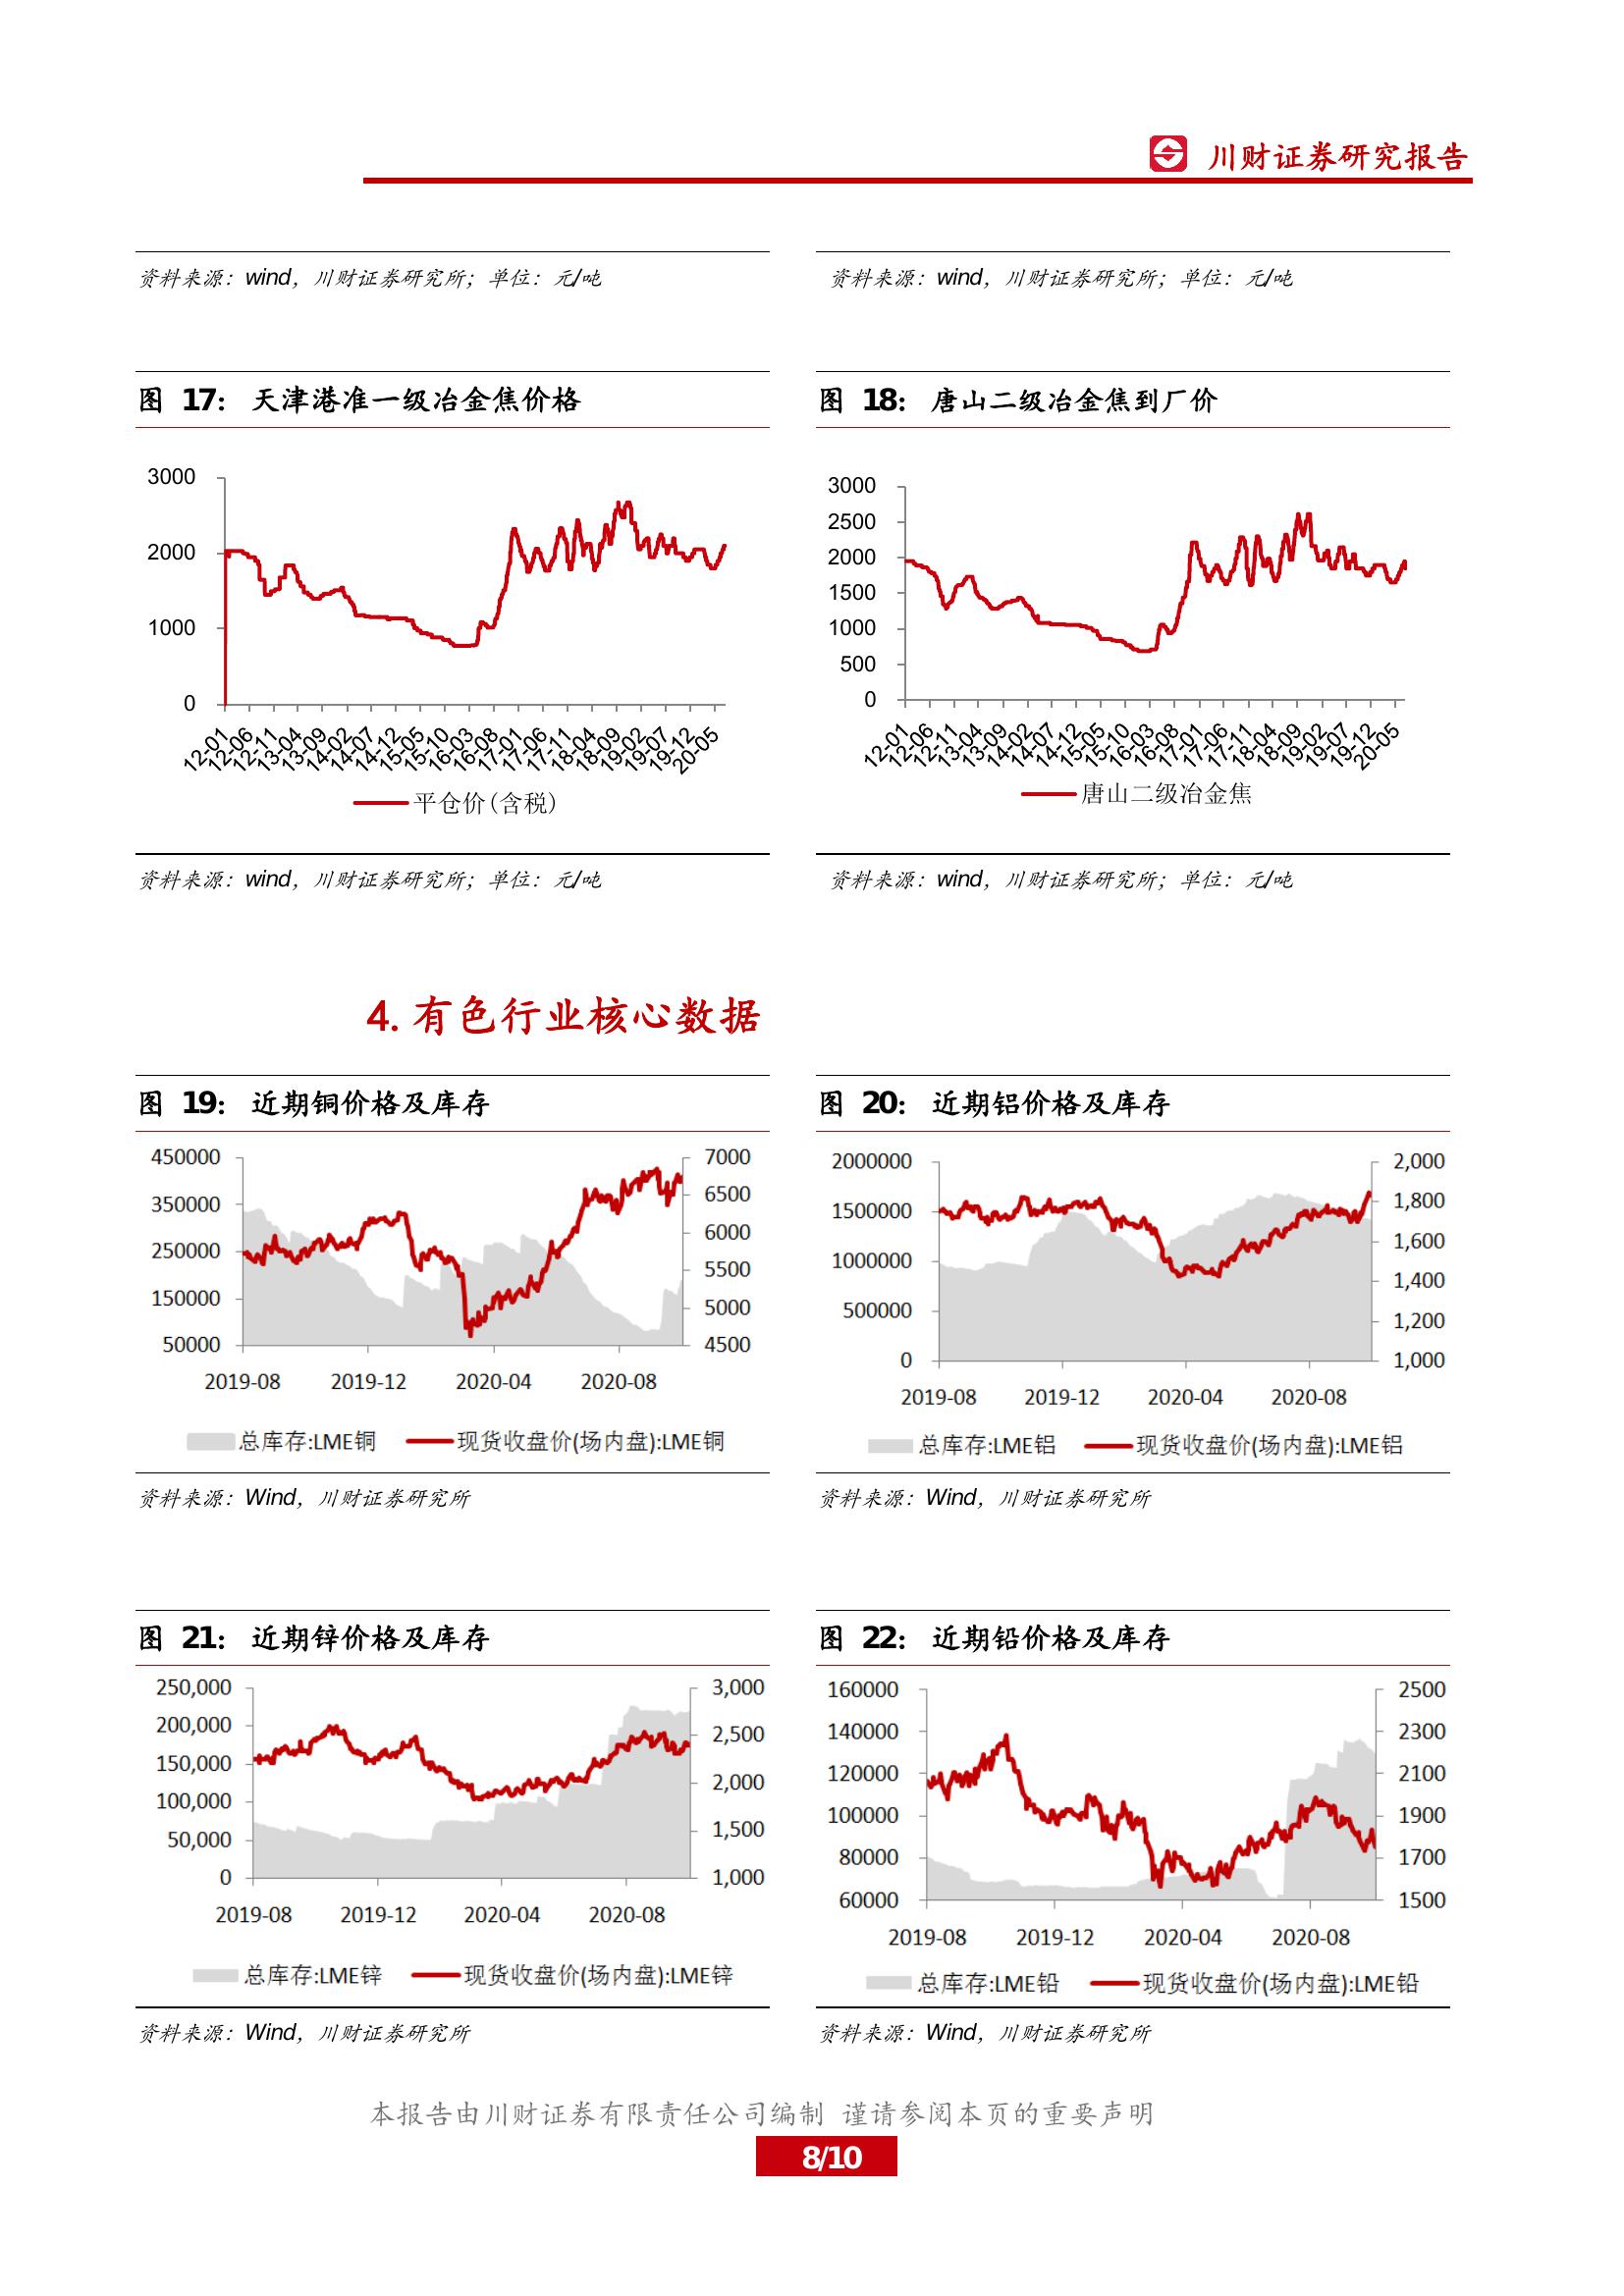 川财证券研究报告
资料来源：wind，川财证券研究所；单位：元/吨
资料来源：wind，川财证券研究所；单位：元/吨
图 17： 天津港准一级冶金焦价格
3000
2000
1000
0
12-01 12-06 12-11 13-04 13-09 14-02 14-07 14-12 15-05 15-10 16-03 16-08 17-01 17-06 17-11 18-04 18-09 19-02 19-07 19-12 20-05
平仓价(含税)
资料来源：wind，川财证券研究所；单位：元/吨
图 18： 唐山二级冶金焦到厂价
3000
2500
2000
1500
1000
500
0
12-01 12-06 12-11 13-04 13-09 14-02 14-07 14-12 15-05 15-10 16-03 16-08 17-01 17-06 17-11 18-04 18-09 19-02 19-07 19-12 20-05
唐山二级冶金焦
资料来源：wind，川财证券研究所；单位：元/吨
4. 有色行业核心数据
图 19： 近期铜价格及库存
450000 7000
350000 6500
250000 6000
150000 5500
50000 5000
4500
2019-08 2019-12 2020-04 2020-08
总库存:LME铜 现货收盘价(场内盘):LME铜
资料来源：Wind，川财证券研究所
图 20： 近期铝价格及库存
2000000 2,000
1500000 1,800
1000000 1,600
500000 1,400
0 1,200
1,000
2019-08 2019-12 2020-04 2020-08
总库存:LME铝 现货收盘价(场内盘):LME铝
资料来源：Wind，川财证券研究所
图 21： 近期锌价格及库存
250,000 3,000
200,000 2,500
150,000 2,000
100,000 1,500
50,000 1,000
0
2019-08 2019-12 2020-04 2020-08
总库存:LME锌 现货收盘价(场内盘):LME锌
资料来源：Wind，川财证券研究所
图 22： 近期铅价格及库存
160000 2500
140000 2300
120000 2100
100000 1900
80000 1700
60000 1500
2019-08 2019-12 2020-04 2020-08
总库存:LME铅 现货收盘价(场内盘):LME铅
资料来源：Wind，川财证券研究所
本报告由川财证券有限责任公司编制 谨请参阅本页的重要声明
8/10